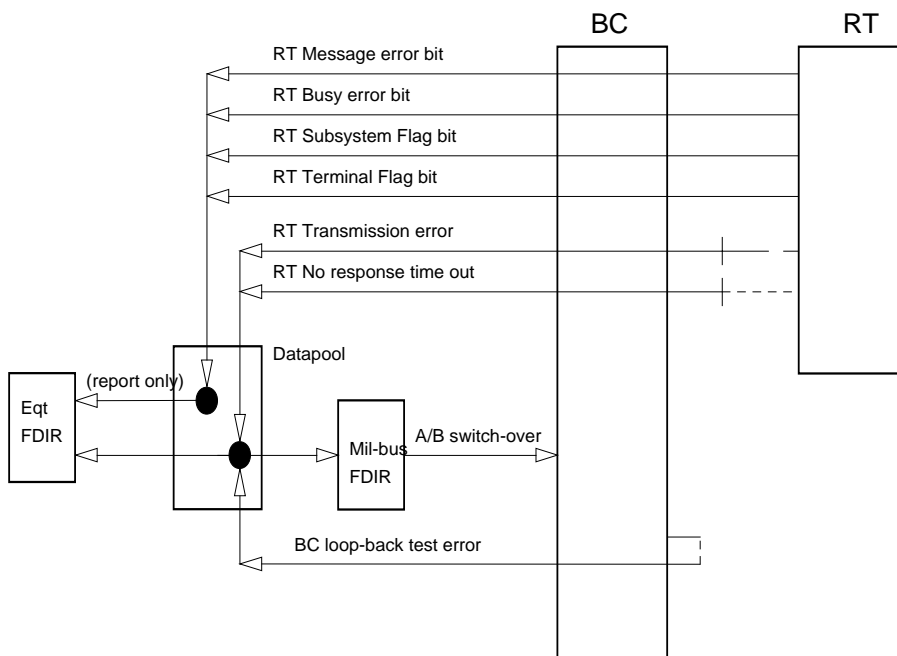 BC
RT
RT Message error bit
RT Busy error bit
RT Subsystem Flag bit
RT Terminal Flag bit
RT Transmission error
RT No response time out
Datapool
(report only)
Eqt
FDIR
A/B switch-over
Mil-bus
FDIR
BC loop-back test error